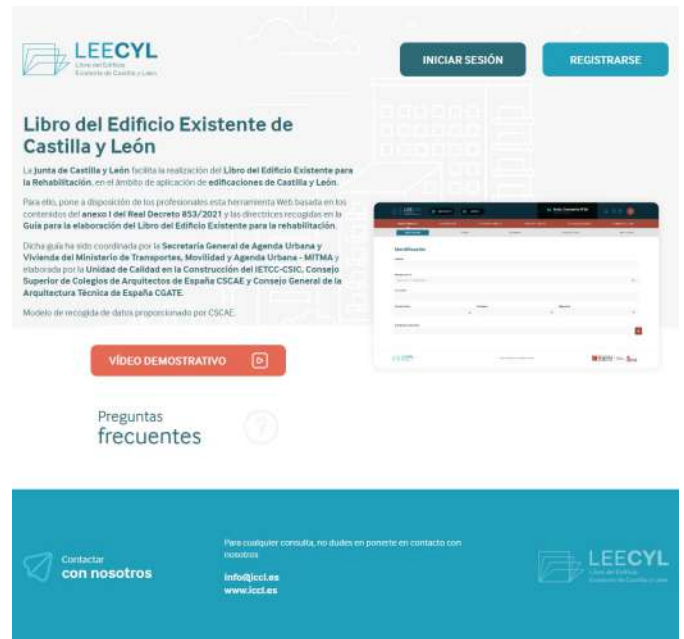 LEECYL
Libro del Edificio
Existente de Castilla y León
INICIAR SESIÓN
REGISTRARSE
Libro del Edificio Existente de
Castilla y León
La Junta de Castilla y León facilita la realización del Libro del Edificio Existente para
la Rehabilitación, en el ámbito de aplicación de edificaciones de Castilla y León.
Para ello, pone a disposición de los profesionales esta herramienta Web basada en los
contenidos del anexo I del Real Decreto 853/2021 y las directrices recogidas en la
Guía para la elaboración del Libro del Edificio Existente para la rehabilitación.
Dicha guía ha sido coordinada por la Secretaría General de Agenda Urbana y
Vivienda del Ministerio de Transportes, Movilidad y Agenda Urbana - MITMA y
elaborada por la Unidad de Calidad en la Construcción del IETCC-CSIC, Consejo
Superior de Colegios de Arquitectos de España CSCAE y Consejo General de la
Arquitectura Técnica de España CGATE.
Modelo de recogida de datos proporcionado por CSCAE.
Identificación
VÍDEO DEMOSTRATIVO
Preguntas
frecuentes
?
Contactar
con nosotros
Para cualquier consulta, no dudes en ponerte en contacto con
nosotros
info@iccl.es
www.iccl.es
LEECYL
Libro del Edificio
Existente de Castilla y León